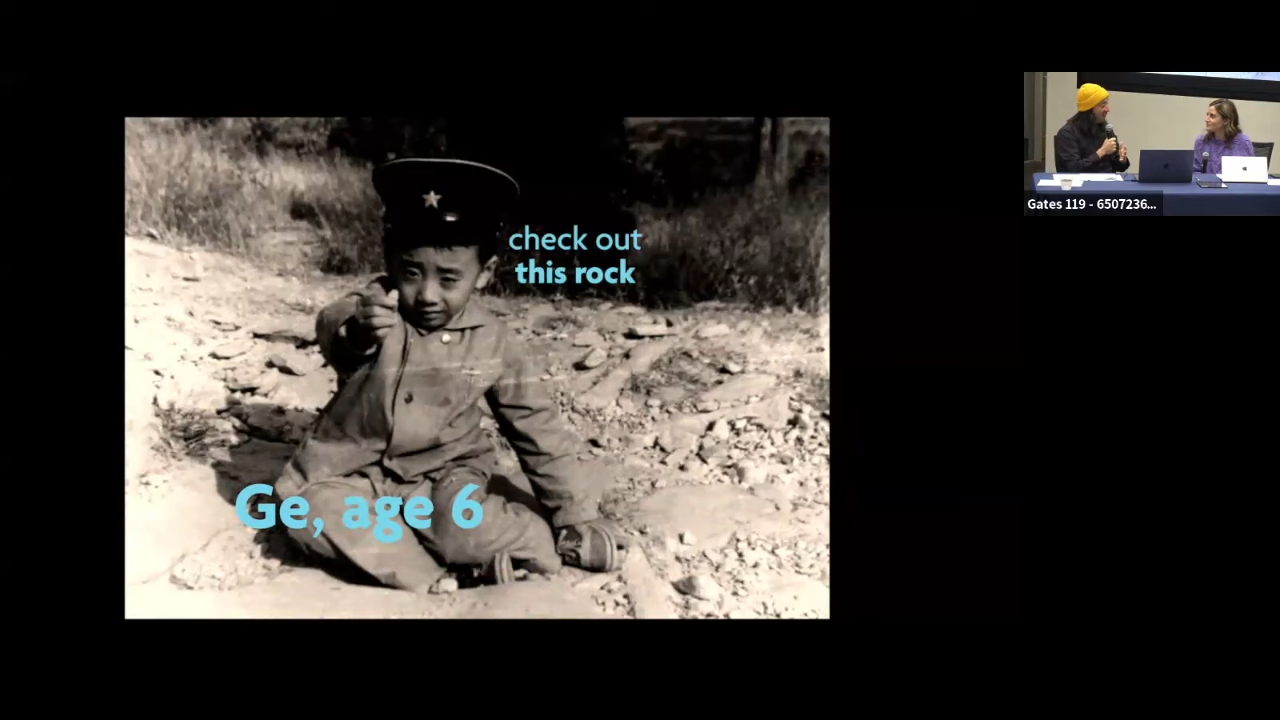 check out
this rock
Ge, age 6
Gates 119 - 6507236...